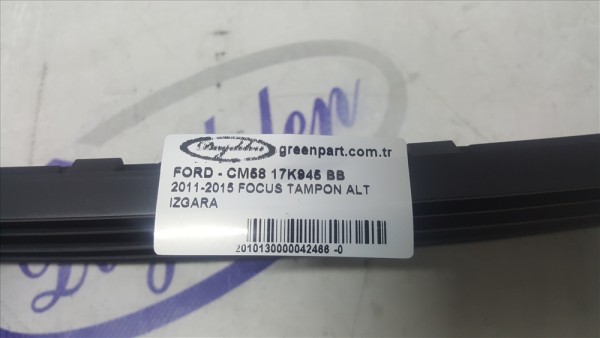 greenpart.com.tr
FORD - CM58 17K945 BB
2011-2015 FOCUS TAMPON ALT
IZGARA
2010130000042466 -0